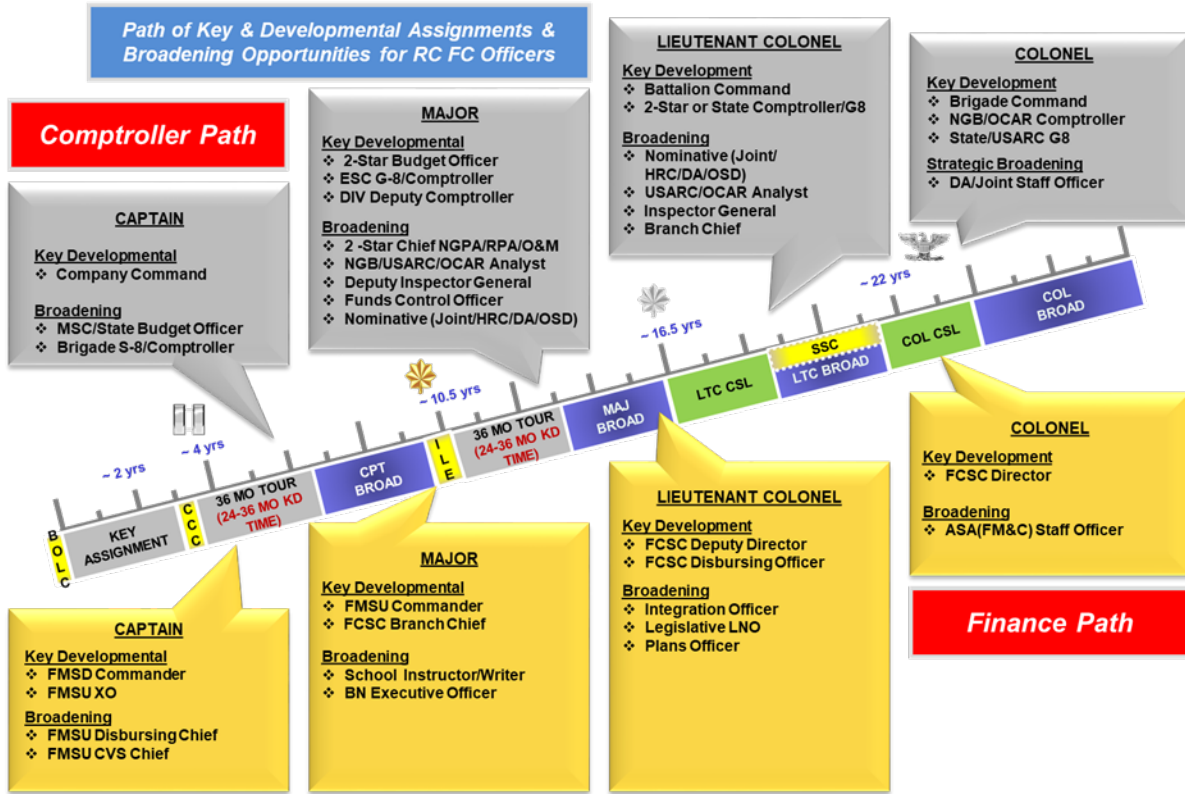 Path of Key & Developmental Assignments &
Broadening Opportunities for RC FC Officers
Comptroller Path
CAPTAIN
Key Developmental
❖ Company Command
Broadening
❖ MSC/State Budget Officer
❖ Brigade S-8/Comptroller
MAJOR
Key Developmental
❖ 2-Star Budget Officer
❖ ESC G-8/Comptroller
❖ DIV Deputy Comptroller
Broadening
❖ 2 -Star Chief NGPA/RPA/O&M
❖ NGB/USARC/OCAR Analyst
❖ Deputy Inspector General
❖ Funds Control Officer
❖ Nominative (Joint/HRC/DA/OSD)
LIEUTENANT COLONEL
Key Development
❖ Battalion Command
❖ 2-Star or State Comptroller/G8
Broadening
❖ Nominative (Joint/
HRC/DA/OSD)
❖ USARC/OCAR Analyst
❖ Inspector General
❖ Branch Chief
COLONEL
Key Development
❖ Brigade Command
❖ NGB/OCAR Comptroller
❖ State/USARC G8
Strategic Broadening
❖ DA/Joint Staff Officer
~ 2 yrs
~ 4 yrs
~ 10.5 yrs
~ 16.5 yrs
~ 22 yrs
BOLC
KEY
ASSIGNMENT
CCC
36 MO TOUR
(24-36 MO KD
TIME)
CPT
BROAD
ILE
36 MO TOUR
(24-36 MO KD
TIME)
MAJ
BROAD
LTC CSL
SSC
LTC BROAD
COL CSL
COL
BROAD
CAPTAIN
Key Developmental
❖ FMSD Commander
❖ FMSU XO
Broadening
❖ FMSU Disbursing Chief
❖ FMSU CVS Chief
MAJOR
Key Developmental
❖ FMSU Commander
❖ FCSC Branch Chief
Broadening
❖ School Instructor/Writer
❖ BN Executive Officer
LIEUTENANT COLONEL
Key Development
❖ FCSC Deputy Director
❖ FCSC Disbursing Officer
Broadening
❖ Integration Officer
❖ Legislative LNO
❖ Plans Officer
COLONEL
Key Development
❖ FCSC Director
Broadening
❖ ASA(FM&C) Staff Officer
Finance Path